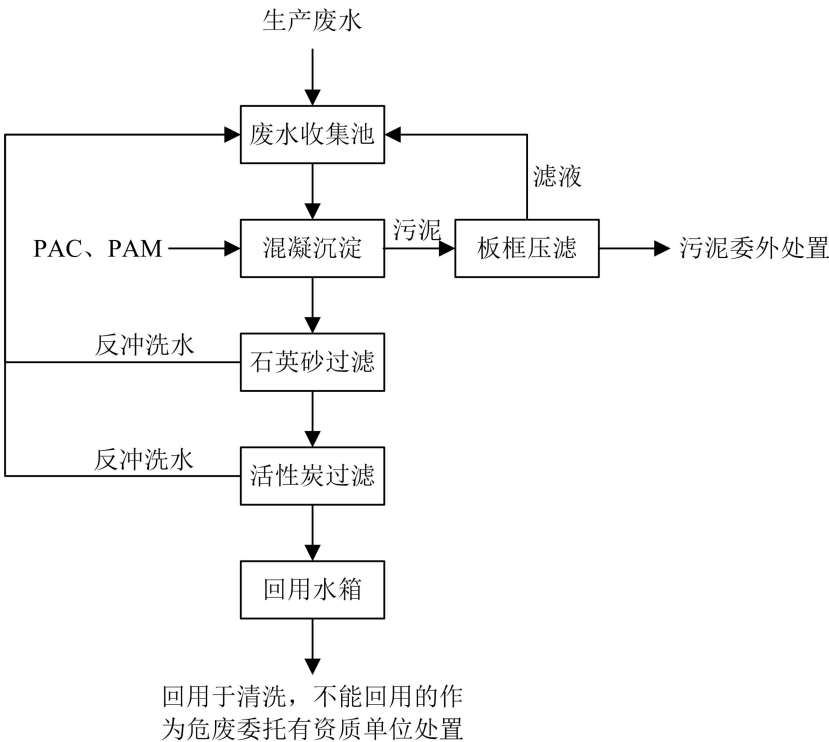 生产废水
废水收集池
滤液
PAC、PAM
混凝沉淀
污泥
板框压滤
污泥委外处置
反冲洗水
石英砂过滤
反冲洗水
活性炭过滤
回用水箱
回用于清洗，不能回用的作
为危废委托有资质单位处置